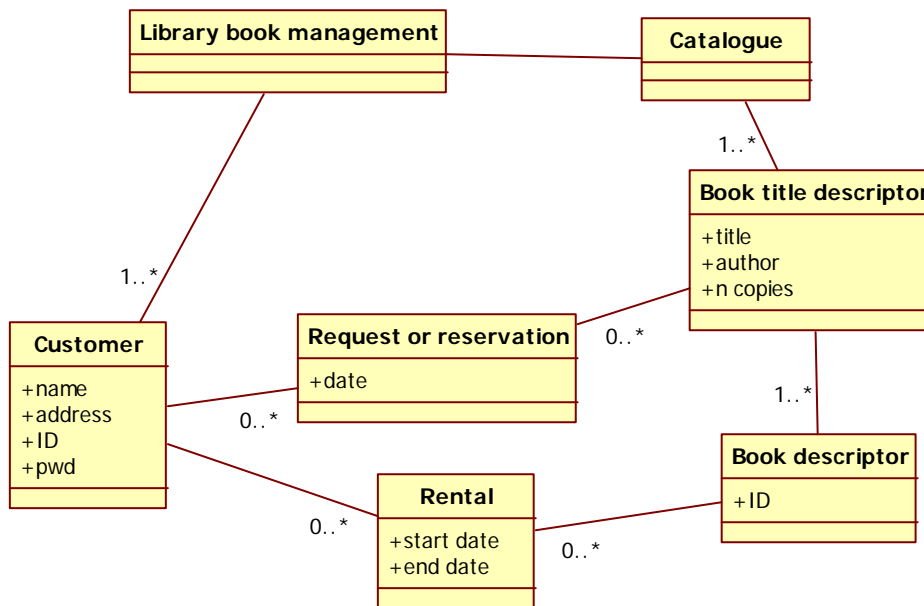 Library book management
Catalogue
1..*
Book title descriptor
+title
+author
+n copies
1..*
Customer
+name
+address
+ID
+pwd
Request or reservation
+date
0..*
0..*
1..*
Book descriptor
+ID
Rental
+start date
+end date
0..*
0..*